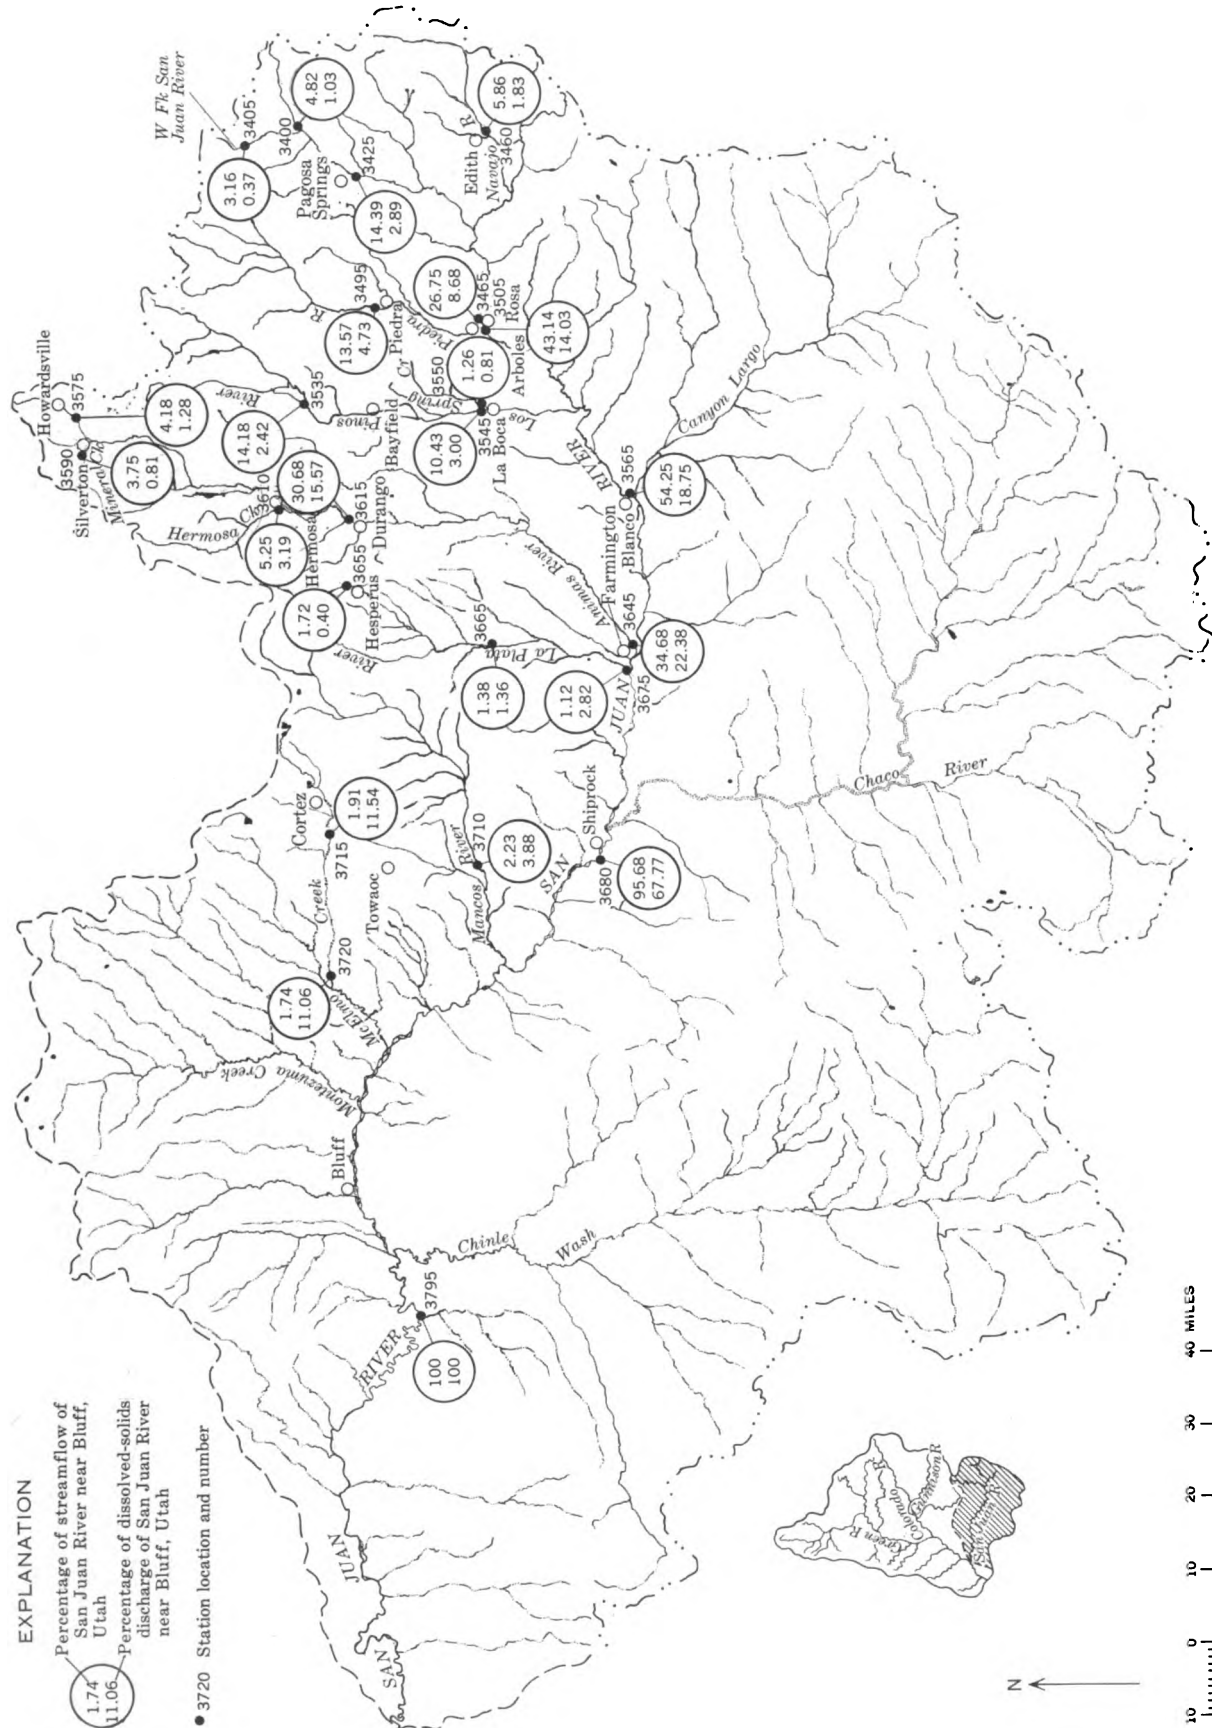 EXPLANATION
1.74
11.06
Percentage of streamflow of
San Juan River near Bluff,
Utah
Percentage of dissolved-solids
discharge of San Juan River
near Bluff, Utah
3720 Station location and number
Howardsville
3575
4.18
1.28
3590
Silverton
Mineral Ck
3.75
0.81
W Fk San
Juan River
3405
3.16
0.37
3400
4.82
1.03
Pagosa
Springs
3425
14.39
2.89
Edith
Navajo R
3460
5.86
1.83
3495
Piedra
13.57
4.73
Piedra
R
26.75
8.68
3465
3505
Rosa
Arboles
43.14
14.03
1.26
0.81
3550
Spring Cr
River
3535
14.18
2.42
Pinos
Bayfield
10.43
3.00
3545
La Boca
Los
Hermosa Ck
3610
Hermosa
5.25
3.19
30.68
15.57
3615
Durango
3655
Hesperus
1.72
0.40
River
3665
La Plata
1.38
1.36
Animas River
Farmington
3645
34.68
22.38
RIVER
Blanco
3565
54.25
18.75
Canyon Largo
1.12
2.82
JUAN
3675
Chaco River
Shiprock
3680
95.68
67.77
SAN
Cortez
3715
1.91
11.54
Creek
Towaoc
River
3710
Mancos
2.23
3.88
3720
1.74
11.06
McElmo
Montezuma Creek
Bluff
Chinle
Wash
3795
100
100
RIVER
JUAN
SAN
Green R
Colorado R
Gunnison R
San Juan R
N
10 0 10 20 30 40 MILES